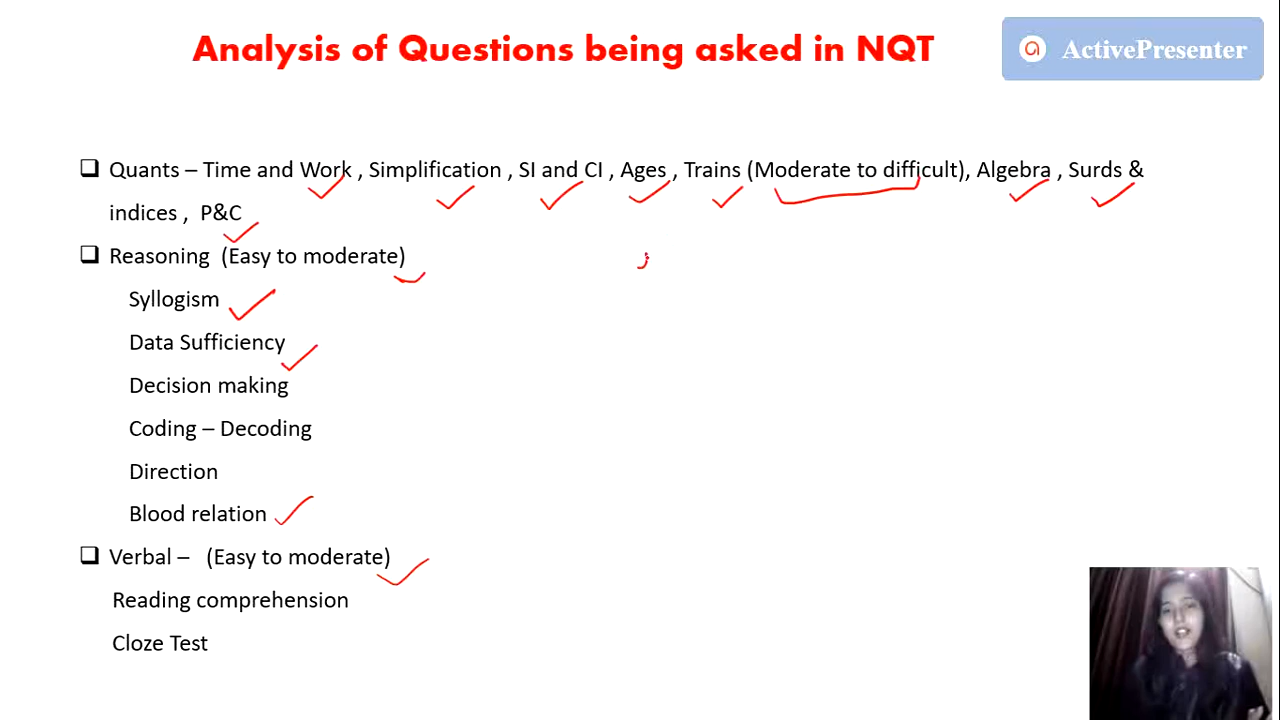 Analysis of Questions being asked in NQT
ActivePresenter
Quants – Time and Work , Simplification , SI and CI , Ages , Trains (Moderate to difficult), Algebra , Surds &
indices , P&C
Reasoning (Easy to moderate)
Syllogism
Data Sufficiency
Decision making
Coding – Decoding
Direction
Blood relation
Verbal – (Easy to moderate)
Reading comprehension
Cloze Test